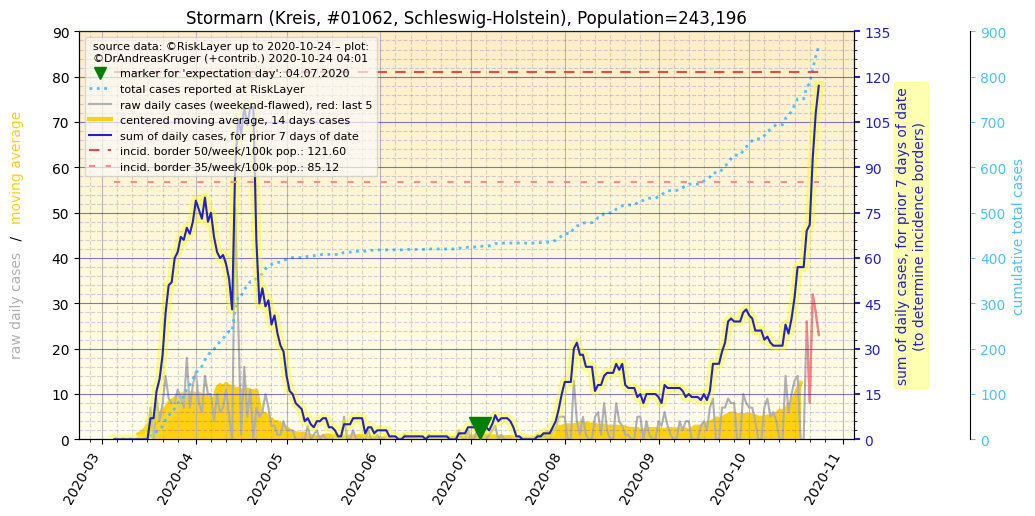 Stormarn (Kreis, #01062, Schleswig-Holstein), Population=243,196
source data: ©RiskLayer up to 2020-10-24 – plot:
©DrAndreasKruger (+contrib.) 2020-10-24 04:01
marker for 'expectation day': 04.07.2020
total cases reported at RiskLayer
raw daily cases (weekend-flawed), red: last 5
centered moving average, 14 days cases
sum of daily cases, for prior 7 days of date
incid. border 50/week/100k pop.: 121.60
incid. border 35/week/100k pop.: 85.12
raw daily cases / moving average
90
80
70
60
50
40
30
20
10
0
135
120
105
90
75
60
45
30
15
0
sum of daily cases, for prior 7 days of date
(to determine incidence borders)
900
800
700
600
500
400
300
200
100
0
cumulative total cases
2020-03
2020-04
2020-05
2020-06
2020-07
2020-08
2020-09
2020-10
2020-11